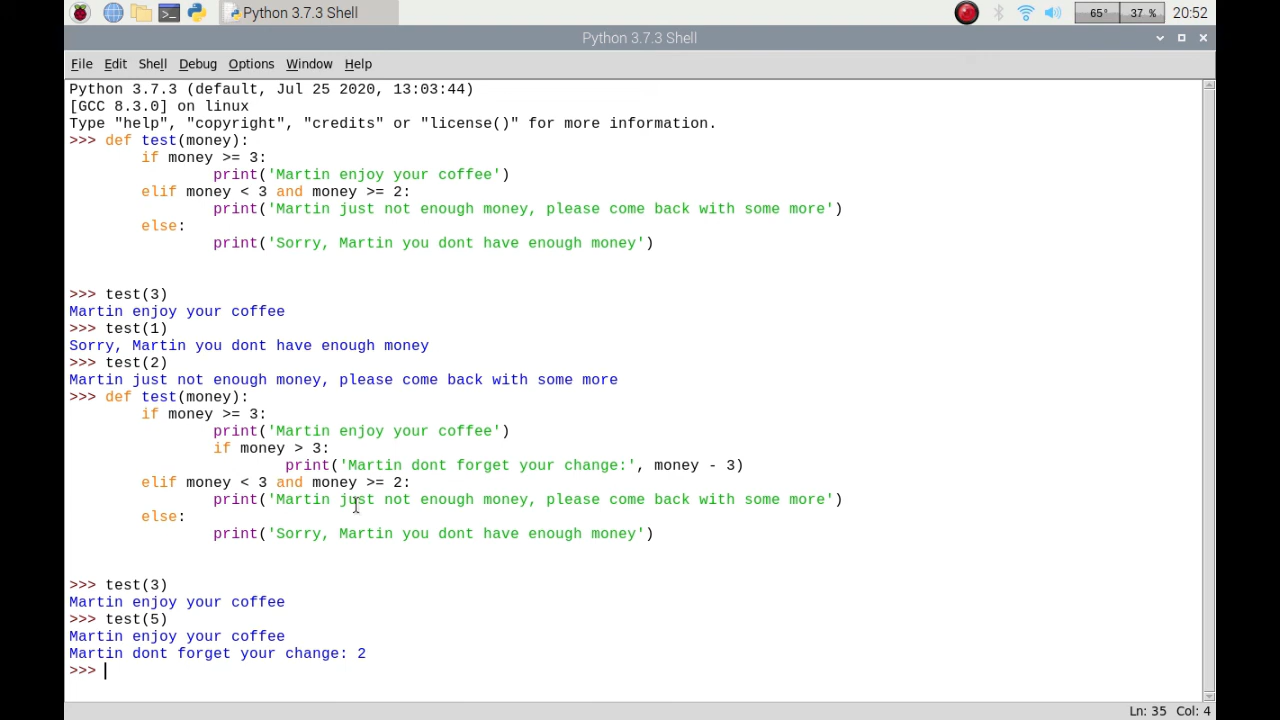 Python 3.7.3 Shell
65° 37 % 20:52
Python 3.7.3 Shell
File Edit Shell Debug Options Window Help
Python 3.7.3 (default, Jul 25 2020, 13:03:44)
[GCC 8.3.0] on linux
Type "help", "copyright", "credits" or "license()" for more information.
>>> def test(money):
        if money >= 3:
                print('Martin enjoy your coffee')
        elif money < 3 and money >= 2:
                print('Martin just not enough money, please come back with some more')
        else:
                print('Sorry, Martin you dont have enough money')
>>> test(3)
Martin enjoy your coffee
>>> test(1)
Sorry, Martin you dont have enough money
>>> test(2)
Martin just not enough money, please come back with some more
>>> def test(money):
        if money >= 3:
                print('Martin enjoy your coffee')
                if money > 3:
                        print('Martin dont forget your change:', money - 3)
        elif money < 3 and money >= 2:
                print('Martin just not enough money, please come back with some more')
        else:
                print('Sorry, Martin you dont have enough money')
>>> test(3)
Martin enjoy your coffee
>>> test(5)
Martin enjoy your coffee
Martin dont forget your change: 2
>>>
Ln: 35 Col: 4